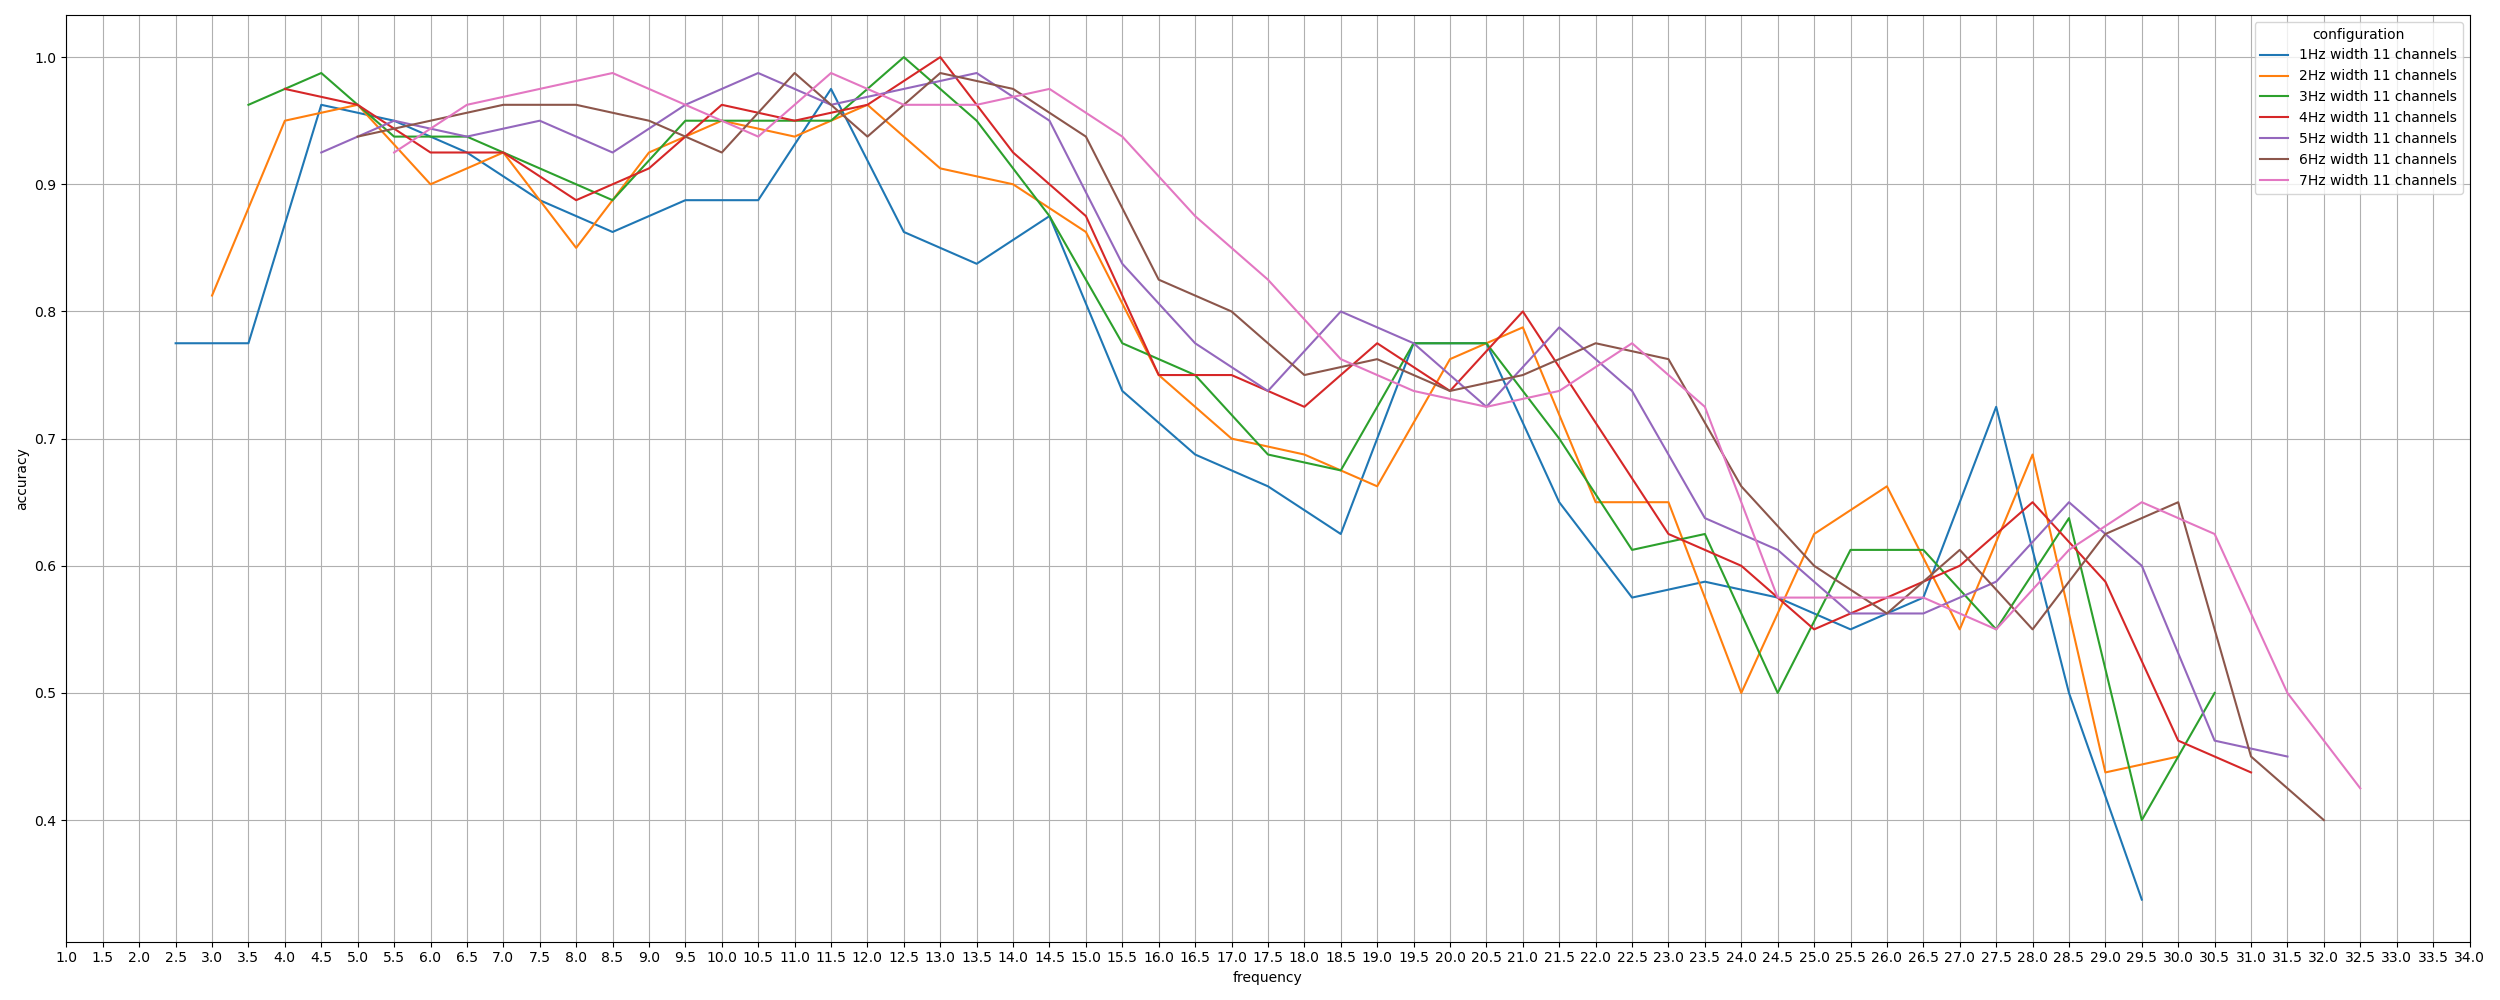 configuration
1Hz width 11 channels
2Hz width 11 channels
3Hz width 11 channels
4Hz width 11 channels
5Hz width 11 channels
6Hz width 11 channels
7Hz width 11 channels
1.0
0.9
0.8
0.7
0.6
0.5
0.4
accuracy
1.0 1.5 2.0 2.5 3.0 3.5 4.0 4.5 5.0 5.5 6.0 6.5 7.0 7.5 8.0 8.5 9.0 9.5 10.0 10.5 11.0 11.5 12.0 12.5 13.0 13.5 14.0 14.5 15.0 15.5 16.0 16.5 17.0 17.5 18.0 18.5 19.0 19.5 20.0 20.5 21.0 21.5 22.0 22.5 23.0 23.5 24.0 24.5 25.0 25.5 26.0 26.5 27.0 27.5 28.0 28.5 29.0 29.5 30.0 30.5 31.0 31.5 32.0 32.5 33.0 33.5 34.0
frequency